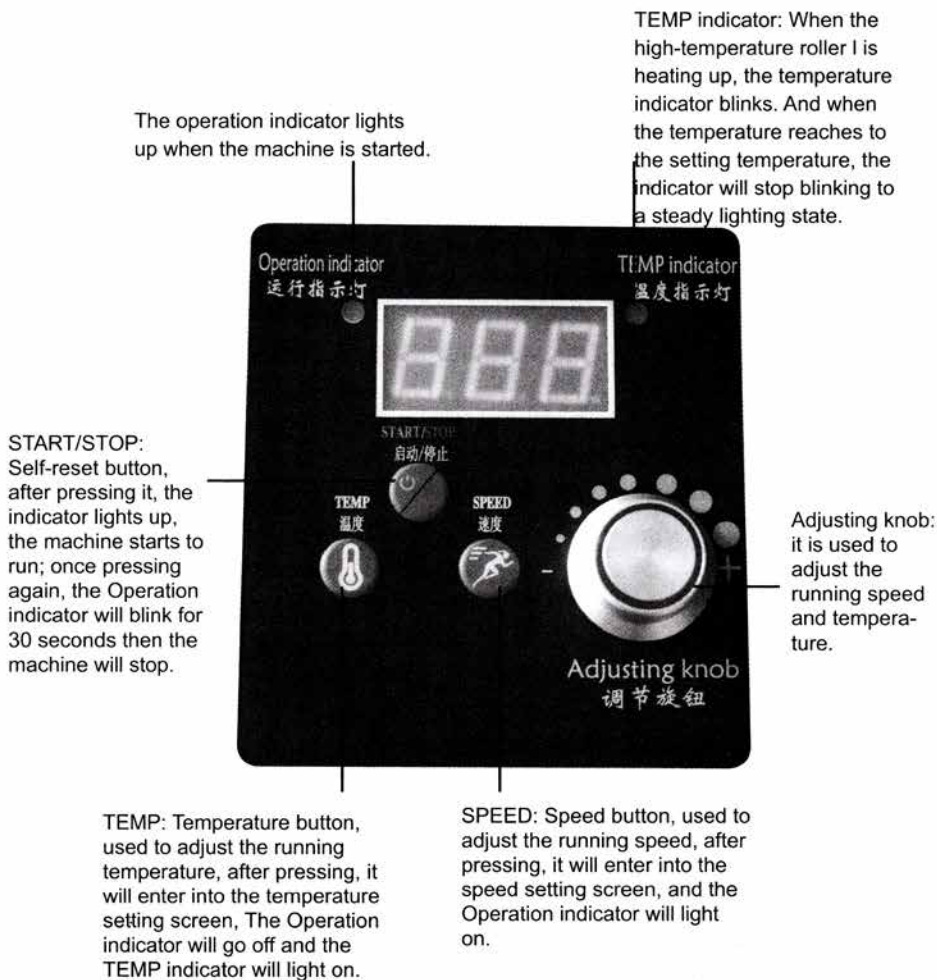 TEMP indicator: When the
high-temperature roller I is
heating up, the temperature
indicator blinks. And when
the temperature reaches to
the setting temperature, the
indicator will stop blinking to
a steady lighting state.
The operation indicator lights
up when the machine is started.
Operation indicator
运行指示灯
TEMP indicator
温度指示灯
888
START/STOP
启动/停止
TEMP
温度
SPEED
速度
-
+
Adjusting knob
调节旋钮
START/STOP:
Self-reset button,
after pressing it, the
indicator lights up,
the machine starts to
run; once pressing
again, the Operation
indicator will blink for
30 seconds then the
machine will stop.
Adjusting knob:
it is used to
adjust the
running speed
and tempera-
ture.
TEMP: Temperature button,
used to adjust the running
temperature, after pressing, it
will enter into the temperature
setting screen, The Operation
indicator will go off and the
TEMP indicator will light on.
SPEED: Speed button, used to
adjust the running speed, after
pressing, it will enter into the
speed setting screen, and the
Operation indicator will light
on.